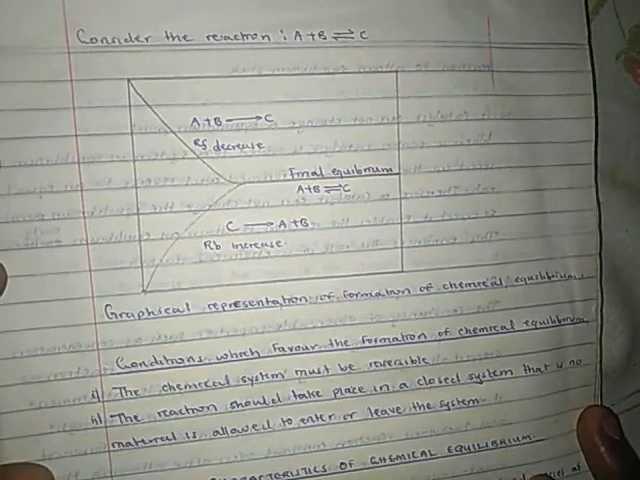 Consider the reaction : A+B ⇌ C
A+B ⟶ C
Rf decrease
Final equibrium
A+B ⇌ C
C ⟶ A+B
Rb increase.
Graphical representation of formation of chemical equilibrium.
Conditions which favour the formation of chemical equilibrium
i) The chemical system must be reversible
ii) The reaction should take place in a closed system that is no
material is allowed to enter or leave the system.
CHARACTERISTICS OF CHEMICAL EQUILIBRIUM.
as